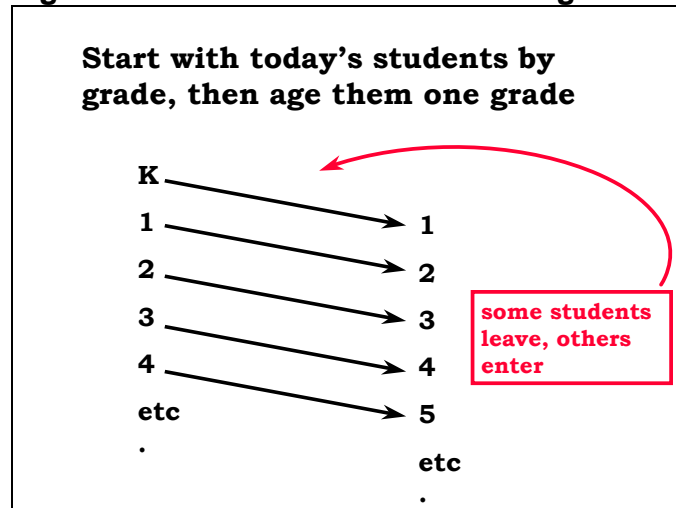 Start with today's students by
grade, then age them one grade
K
1
2
3
4
etc
.
1
2
3
4
5
etc
.
some students
leave, others
enter